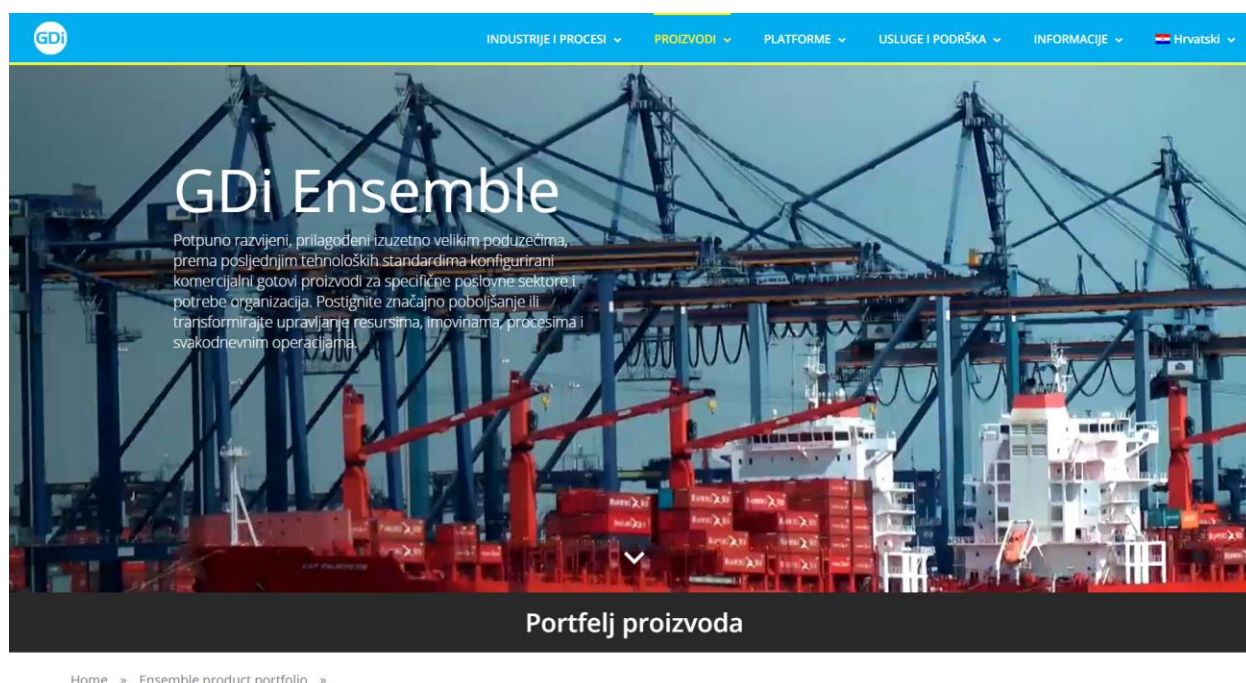 GDi
INDUSTRIJE I PROCESI
PROIZVODI
PLATFORME
USLUGE I PODRŠKA
INFORMACIJE
Hrvatski
GDi Ensemble
Potpuno razvijeni, prilagođeni izuzetno velikim poduzećima,
prema posljednjim tehnoloških standardima konfigurirani
komercijalni gotovi proizvodi za specifične poslovne sektore i
potrebe organizacija. Postignite značajno poboljšanje ili
transformirajte upravljanje resursima, imovinama, procesima i
svakodnevnim operacijama.
Portfelj proizvoda
Home » Ensemble product portfolio »